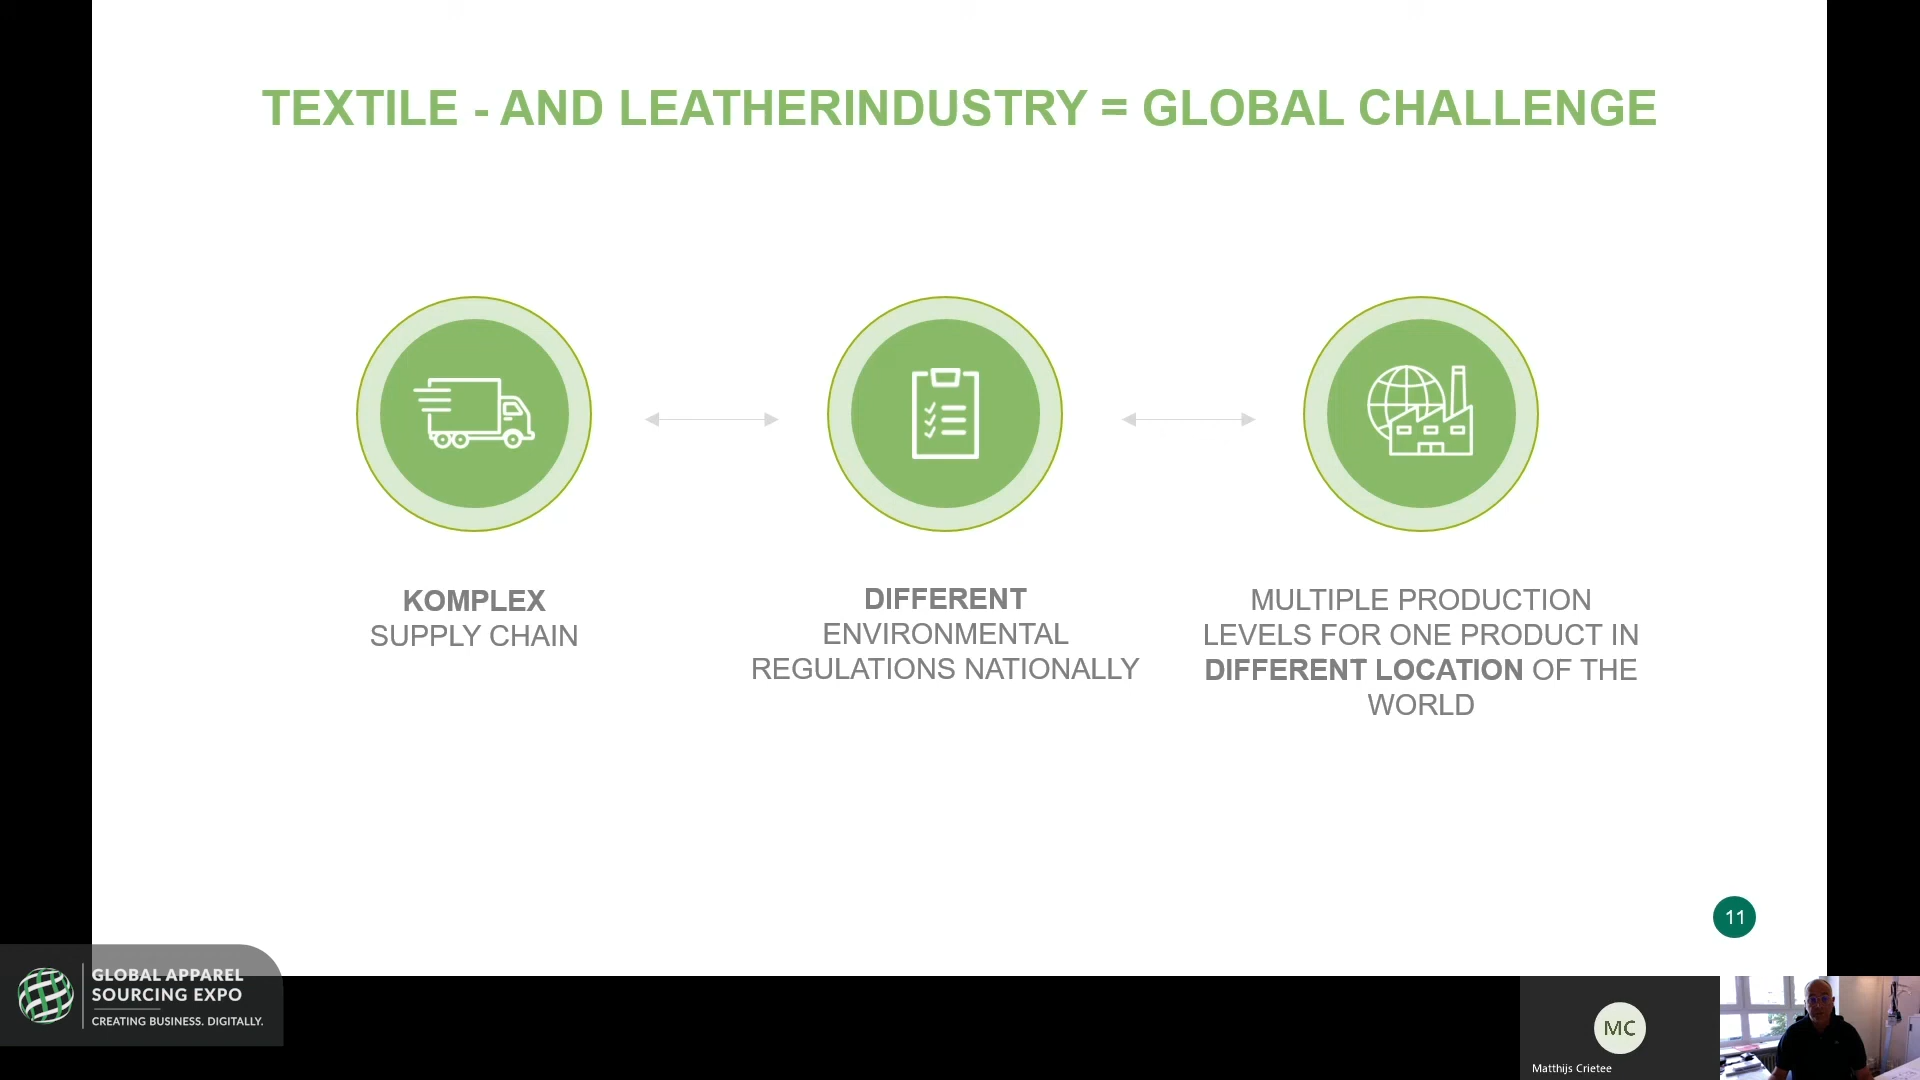 TEXTILE - AND LEATHERINDUSTRY = GLOBAL CHALLENGE
KOMPLEX
SUPPLY CHAIN
DIFFERENT
ENVIRONMENTAL
REGULATIONS NATIONALLY
MULTIPLE PRODUCTION
LEVELS FOR ONE PRODUCT IN
DIFFERENT LOCATION OF THE
WORLD
11
GLOBAL APPAREL
SOURCING EXPO
CREATING BUSINESS. DIGITALLY.
MC
Matthijs Crietee